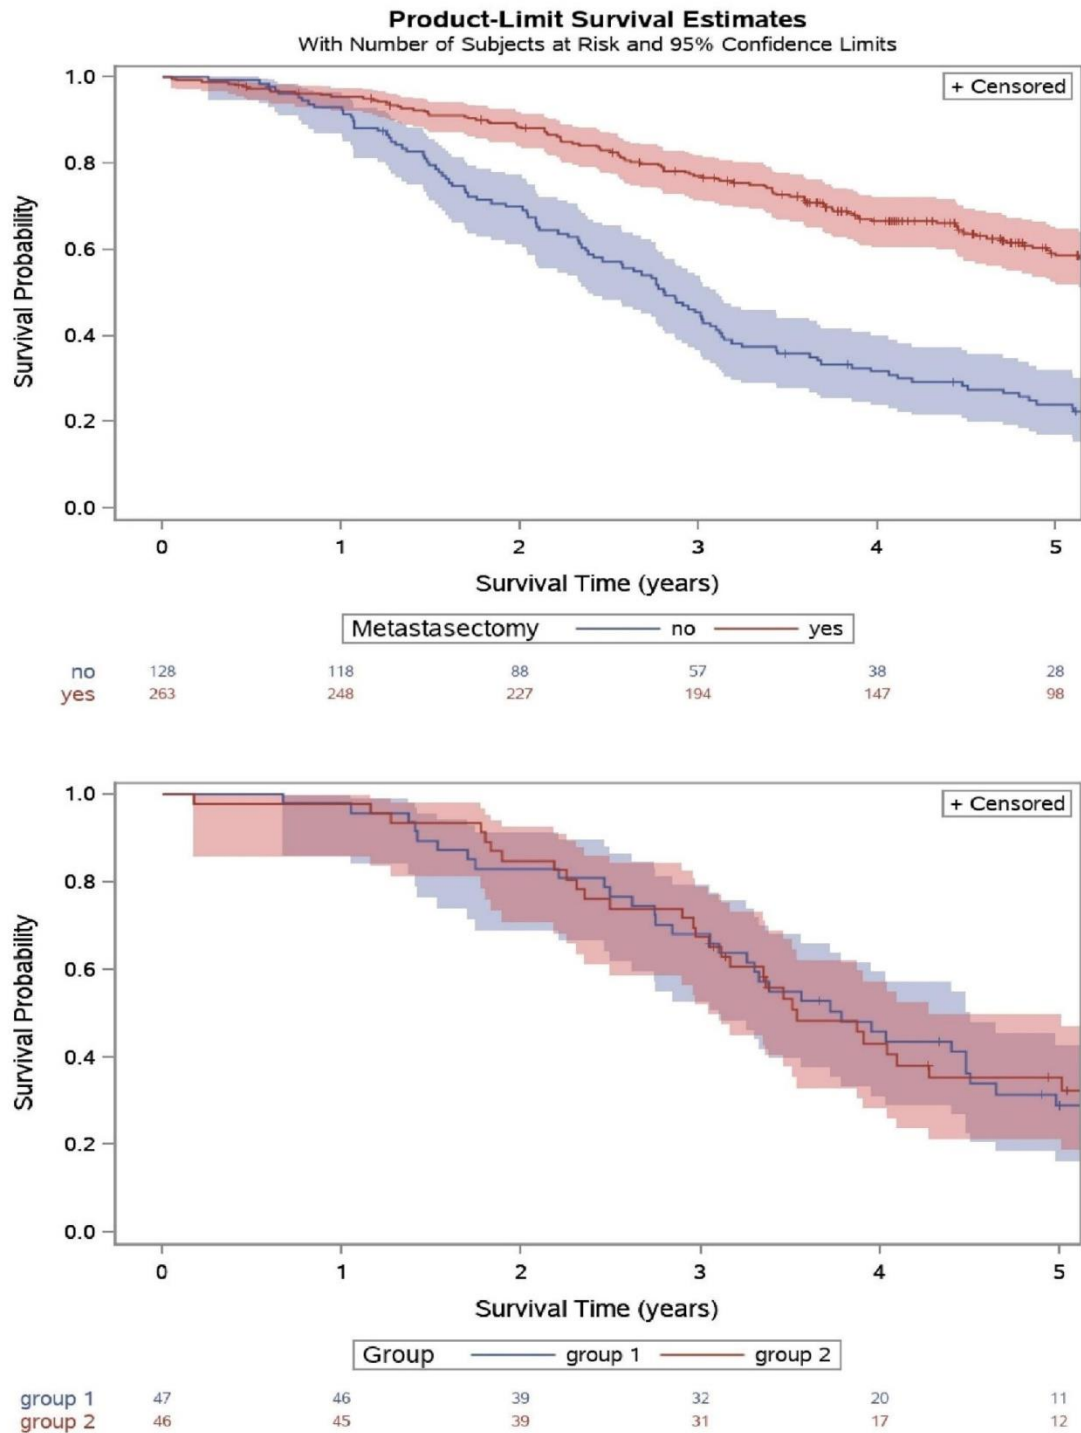 Product-Limit Survival Estimates
With Number of Subjects at Risk and 95% Confidence Limits
+ Censored
1.0
0.8
0.6
0.4
0.2
0.0
Survival Probability
0 1 2 3 4 5
Survival Time (years)
Metastasectomy no yes
no 128 118 88 57 38 28
yes 263 248 227 194 147 98
+ Censored
1.0
0.8
0.6
0.4
0.2
0.0
Survival Probability
0 1 2 3 4 5
Survival Time (years)
Group group 1 group 2
group 1 47 46 39 32 20 11
group 2 46 45 39 31 17 12